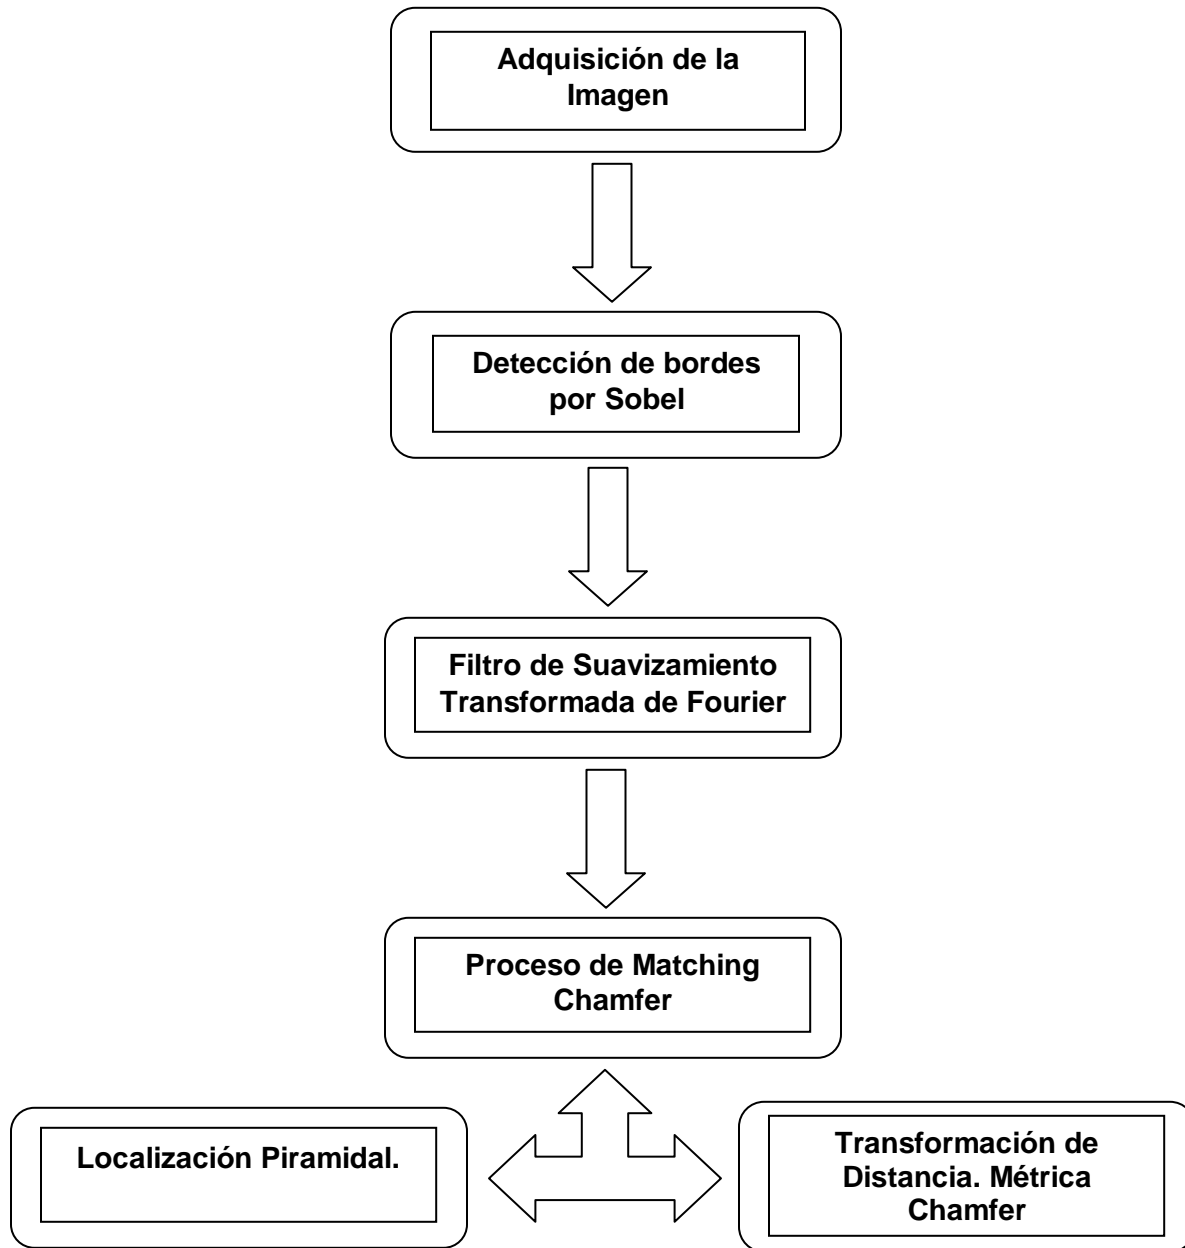 Adquisición de la
Imagen
Detección de bordes
por Sobel
Filtro de Suavizamiento
Transformada de Fourier
Proceso de Matching
Chamfer
Localización Piramidal.
Transformación de
Distancia. Métrica
Chamfer